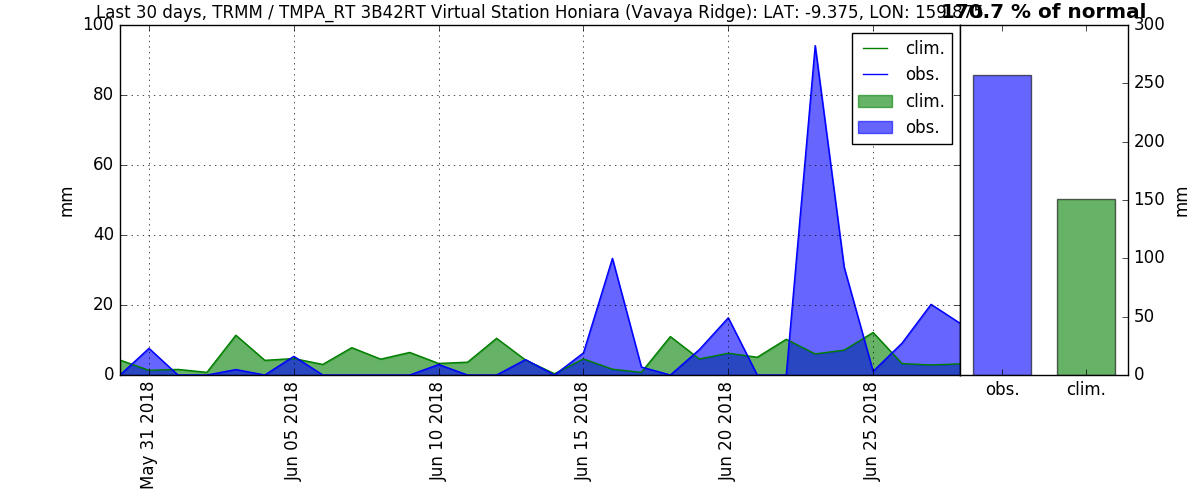 Last 30 days, TRMM / TMPA_RT 3B42RT Virtual Station Honiara (Vavaya Ridge): LAT: -9.375, LON:
170.7 % of normal
100
80
60
40
20
0
mm
clim.
obs.
clim.
obs.
May 31 2018
Jun 05 2018
Jun 10 2018
Jun 15 2018
Jun 20 2018
Jun 25 2018
300
250
200
150
100
50
0
mm
obs.
clim.